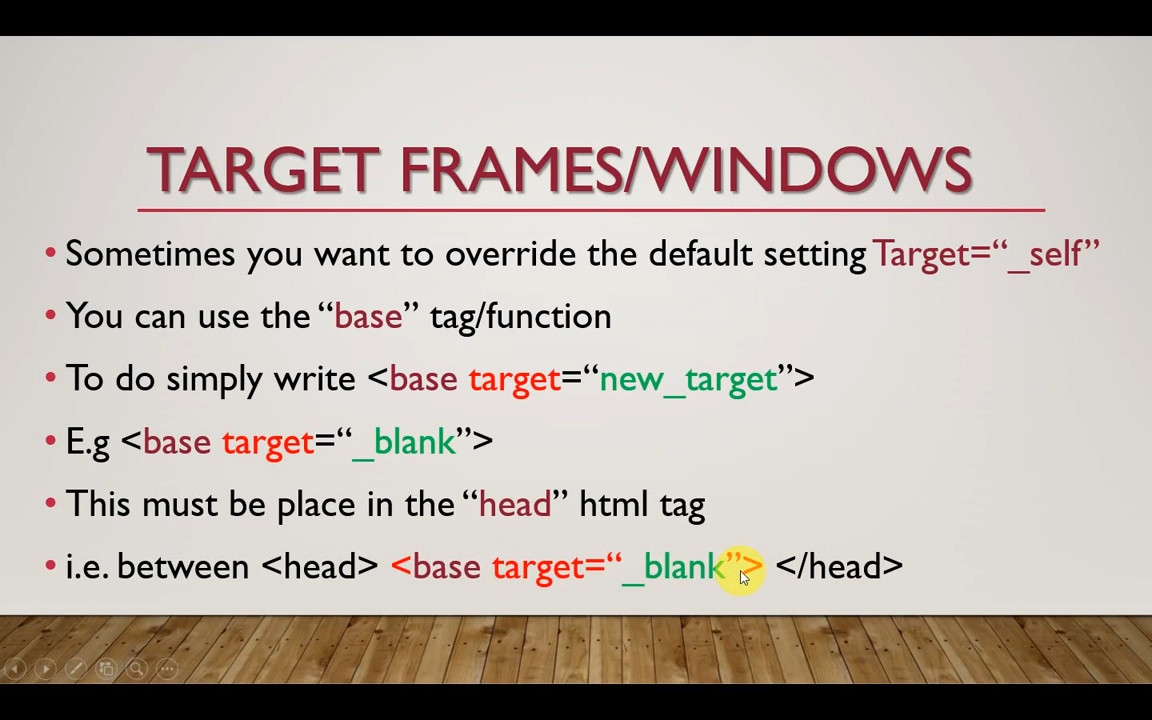 TARGET FRAMES/WINDOWS
• Sometimes you want to override the default setting Target=“_self”
• You can use the “base” tag/function
• To do simply write <base target=“new_target”>
• E.g <base target=“_blank”>
• This must be place in the “head” html tag
• i.e. between <head> <base target=“_blank”> </head>